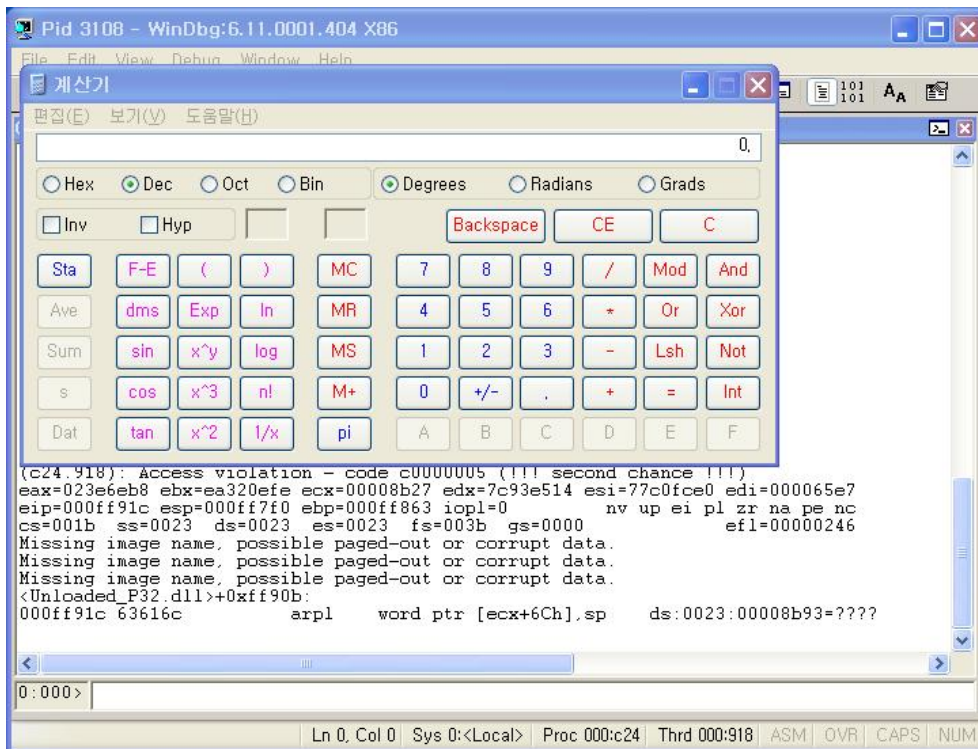 Pid 3108 - WinDbg:6.11.0001.404 X86
File Edit View Debug Window Help
계산기
편집(E) 보기(V) 도움말(H)
0,
Hex Dec Oct Bin Degrees Radians Grads
Inv Hyp Backspace CE C
Sta F-E ( ) MC 7 8 9 / Mod And
Ave dms Exp ln MR 4 5 6 * Or Xor
Sum sin x^y log MS 1 2 3 - Lsh Not
s cos x^3 n! M+ 0 +/- , + = Int
Dat tan x^2 1/x pi A B C D E F
(c24.918): Access violation - code c0000005 (!!! second chance !!!)
eax=023e6eb8 ebx=ea320efe ecx=00008b27 edx=7c93e514 esi=77c0fce0 edi=000065e7
eip=000ff91c esp=000ff7f0 ebp=000ff863 iopl=0 nv up ei pl zr na pe nc
cs=001b ss=0023 ds=0023 es=0023 fs=003b gs=0000 efl=00000246
Missing image name, possible paged-out or corrupt data.
Missing image name, possible paged-out or corrupt data.
Missing image name, possible paged-out or corrupt data.
<Unloaded_P32.dll>+0xff90b:
000ff91c 63616c arpl word ptr [ecx+6Ch],sp ds:0023:00008b93=????
0:000>
Ln 0, Col 0 Sys 0:<Local> Proc 000:c24 Thrd 000:918 ASM OVR CAPS NUM